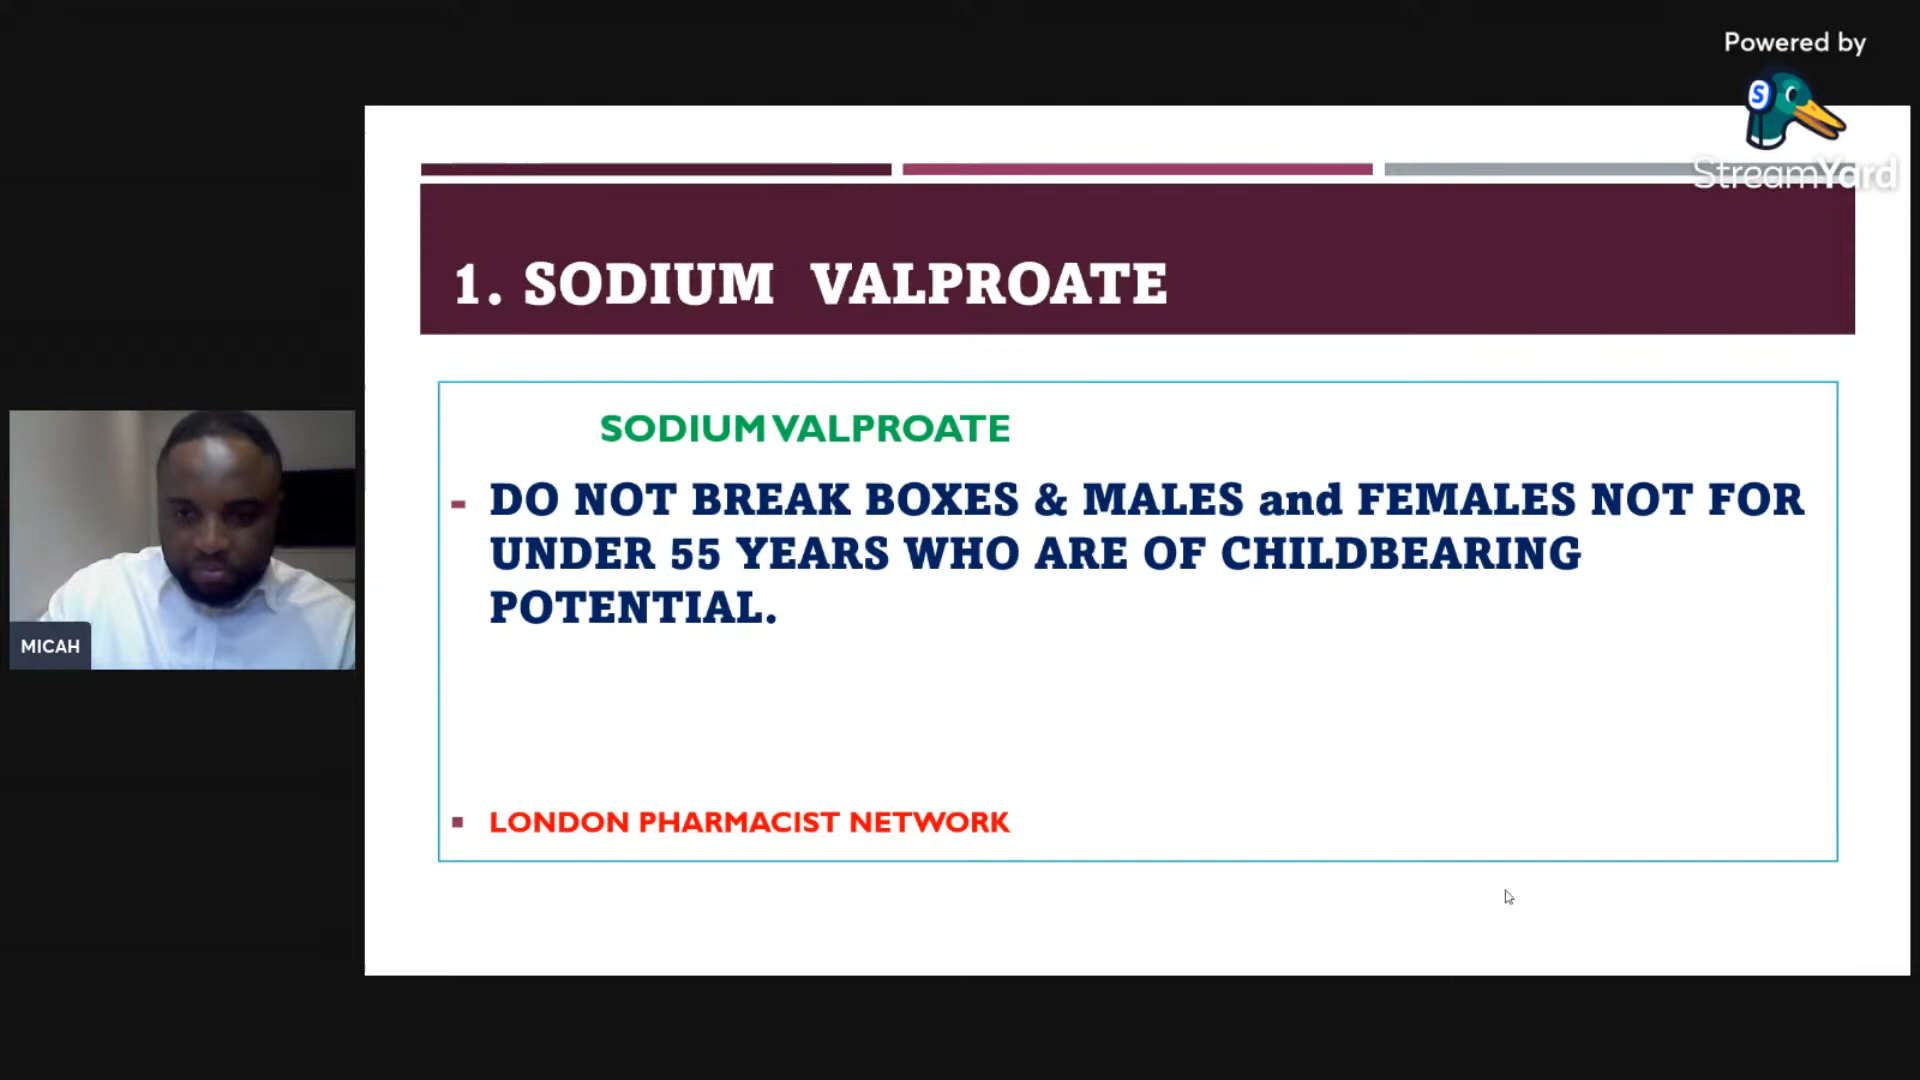 Powered by
S
StreamYard
1. SODIUM VALPROATE
SODIUM VALPROATE
- DO NOT BREAK BOXES & MALES and FEMALES NOT FOR
UNDER 55 YEARS WHO ARE OF CHILDBEARING
POTENTIAL.
MICAH
▪ LONDON PHARMACIST NETWORK